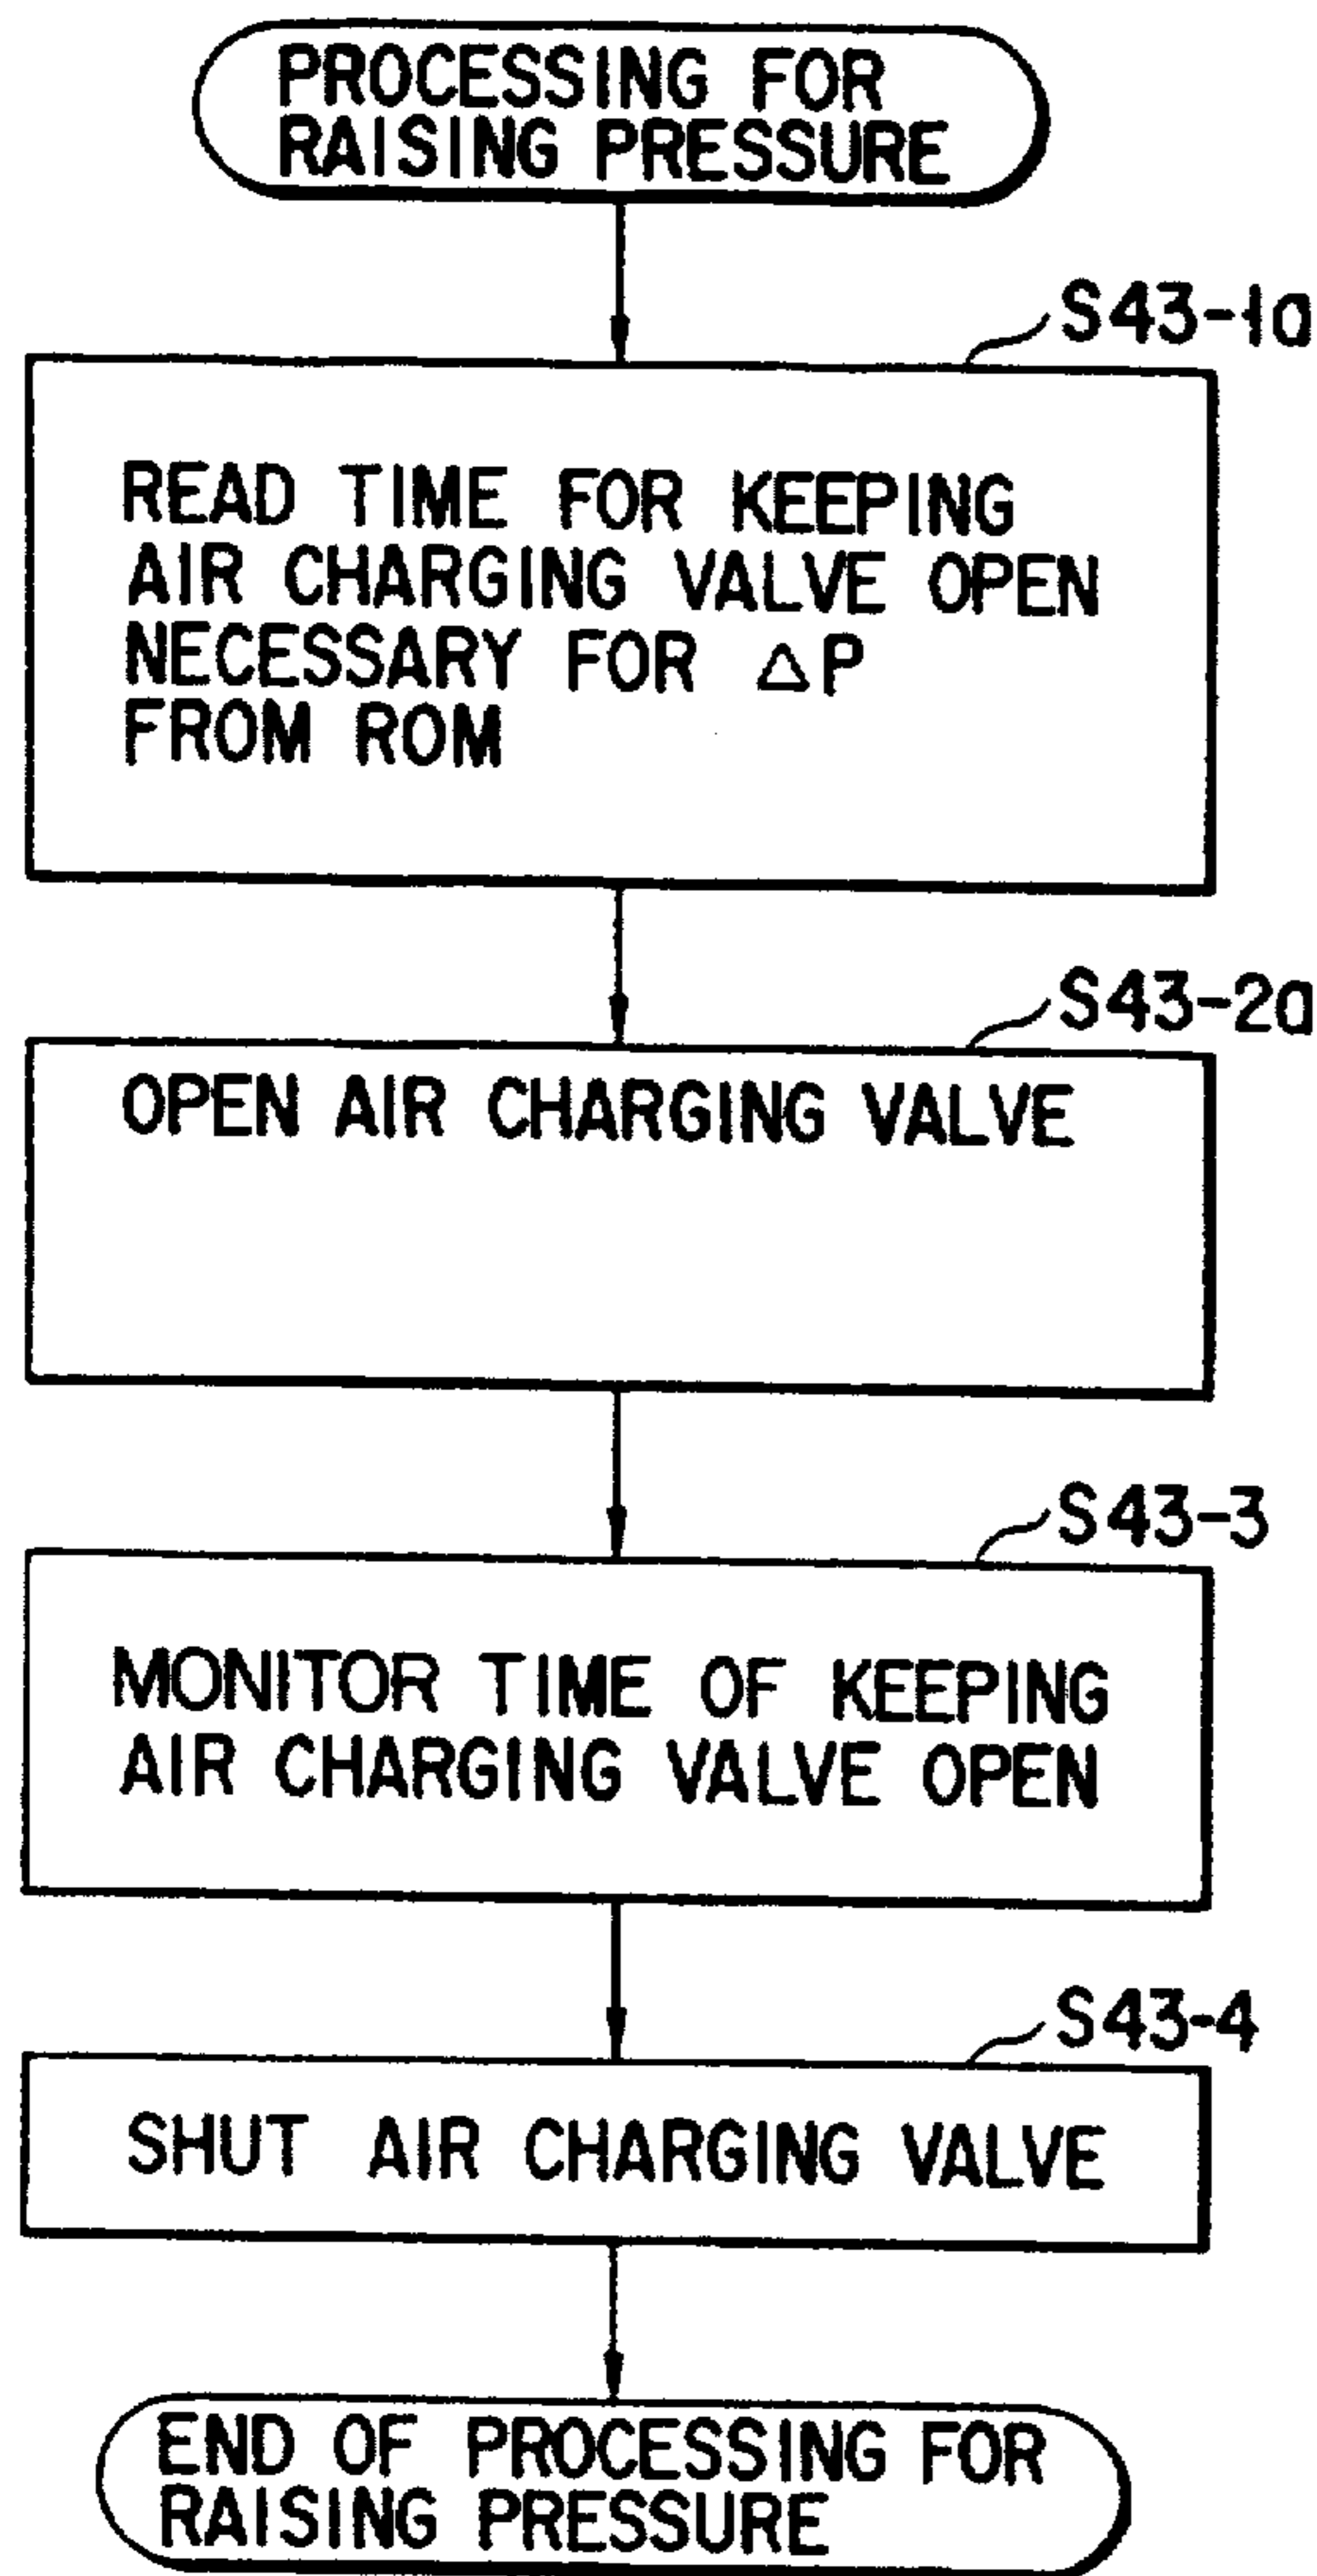 PROCESSING FOR
RAISING PRESSURE
S43-1a
READ TIME FOR KEEPING
AIR CHARGING VALVE OPEN
NECESSARY FOR △P
FROM ROM
S43-2a
OPEN AIR CHARGING VALVE
S43-3
MONITOR TIME OF KEEPING
AIR CHARGING VALVE OPEN
S43-4
SHUT AIR CHARGING VALVE
END OF PROCESSING FOR
RAISING PRESSURE